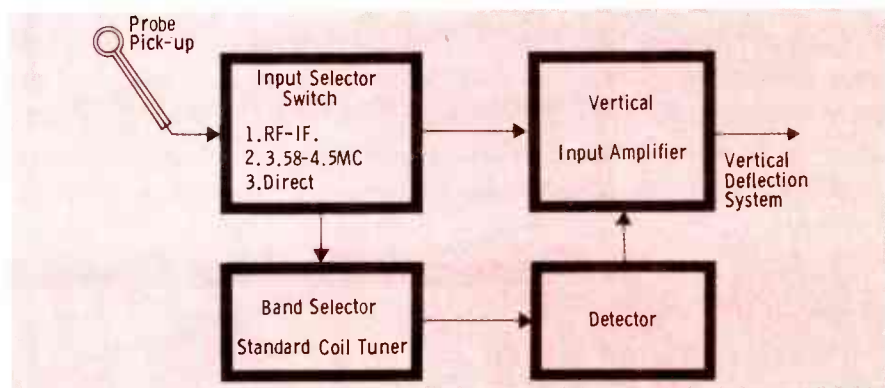 Probe
Pick-up
Input Selector
Switch
1.RF-IF.
2.3.58-4.5MC
3.Direct
Vertical
Input Amplifier
Vertical
Deflection
System
Band Selector
Standard Coil Tuner
Detector